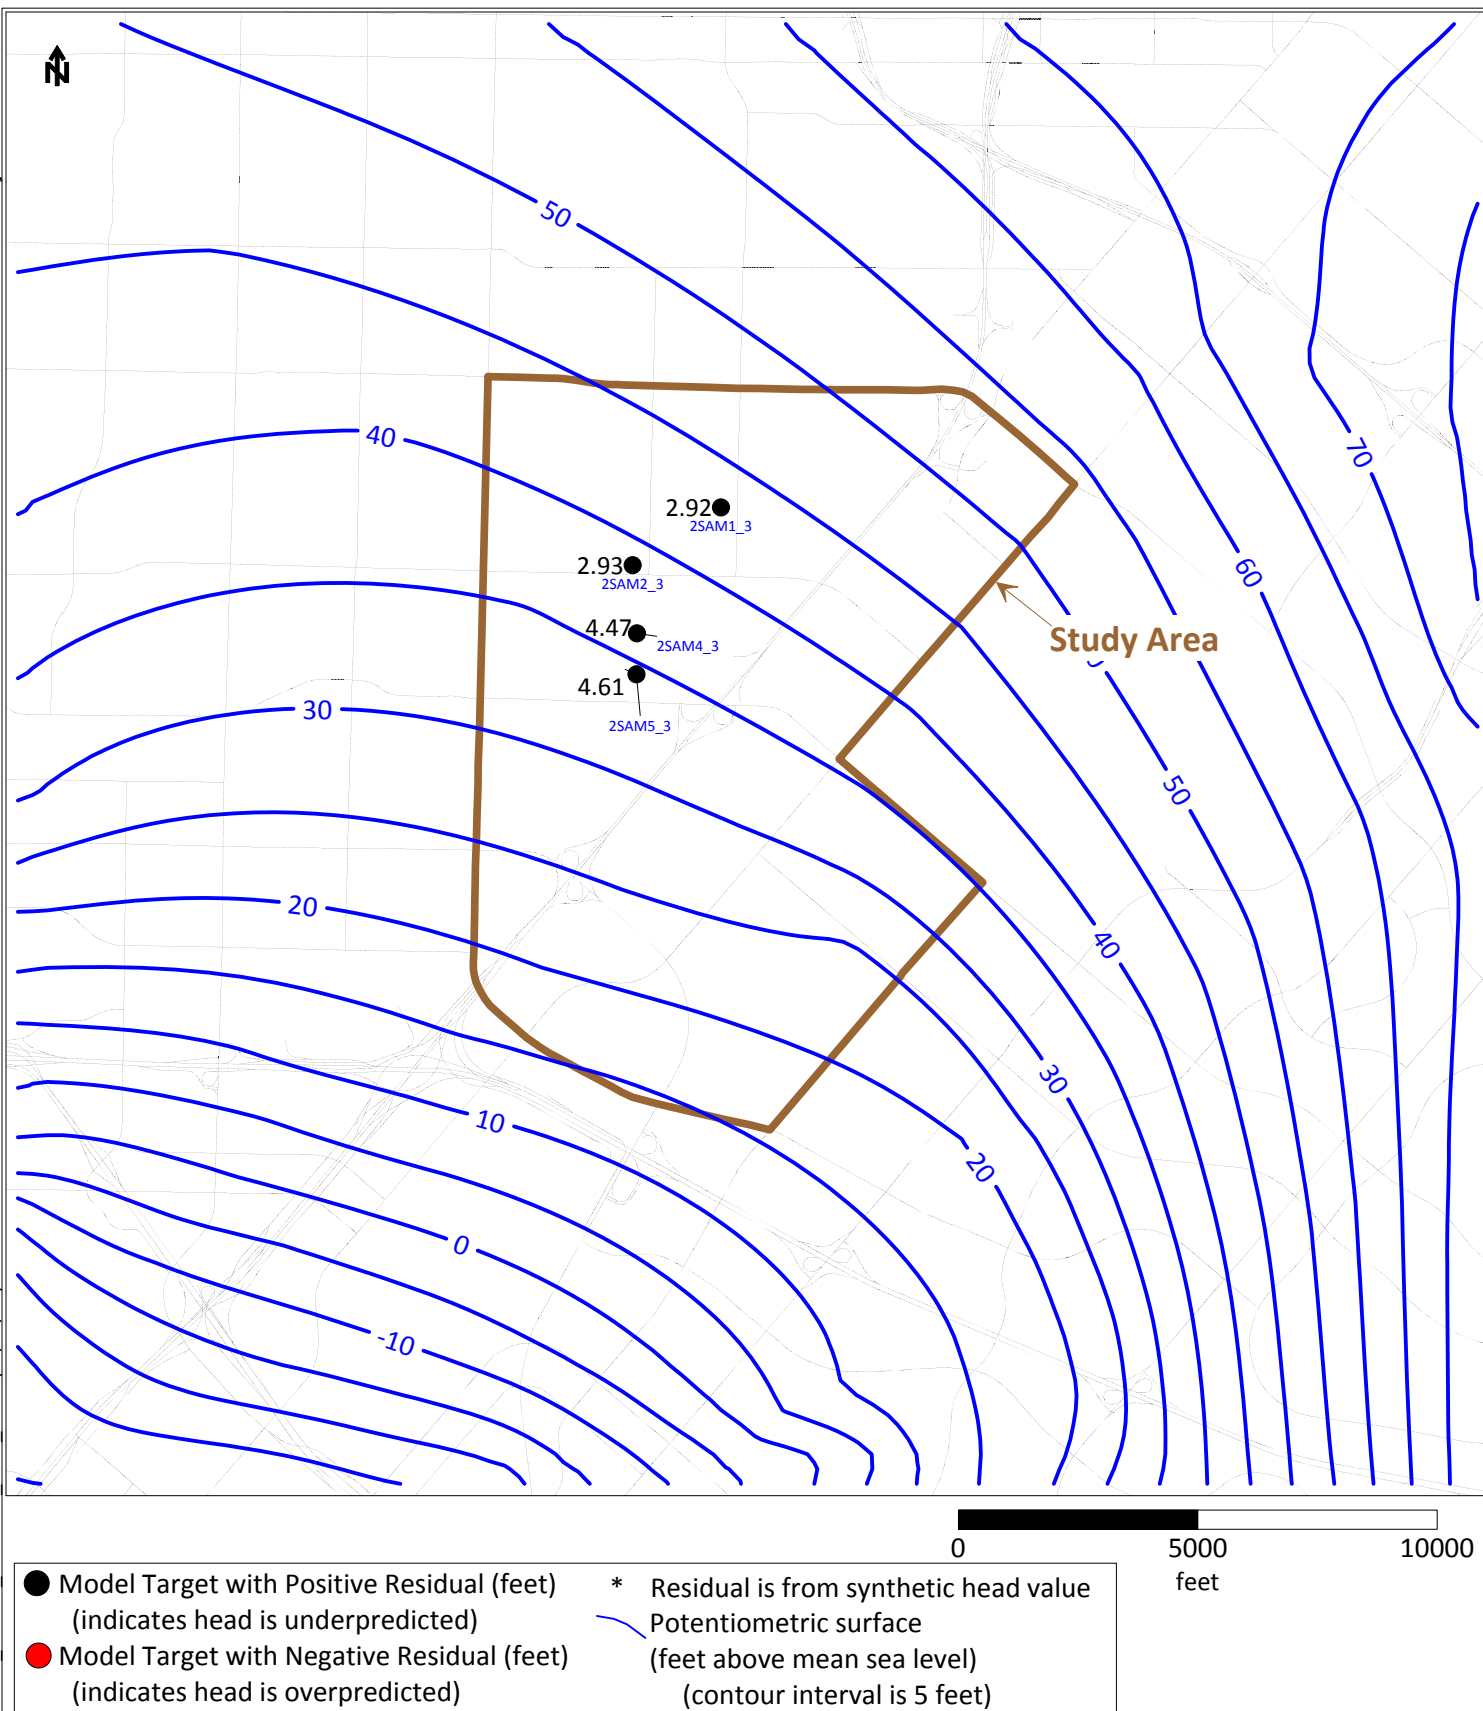 N
50
40
2.92
2SAM1_3
70
2.93
2SAM2_3
60
4.47
2SAM4_3
Study Area
0
4.61
2SAM5_3
30
50
20
40
30
10
20
0
-10
0 5000 10000
feet
Model Target with Positive Residual (feet)
(indicates head is underpredicted)
Model Target with Negative Residual (feet)
(indicates head is overpredicted)
* Residual is from synthetic head value
Potentiometric surface
(feet above mean sea level)
(contour interval is 5 feet)